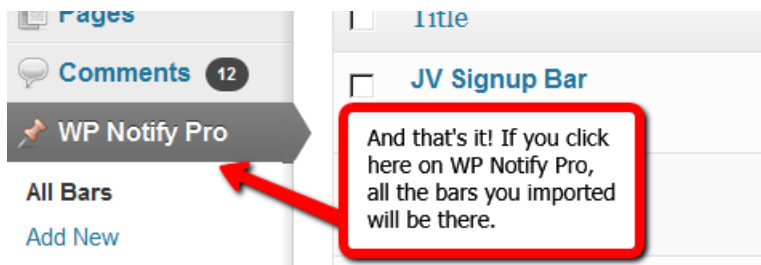 Pages
Title
Comments 12
JV Signup Bar
WP Notify Pro
And that's it! If you click
here on WP Notify Pro,
all the bars you imported
will be there.
All Bars
Add New